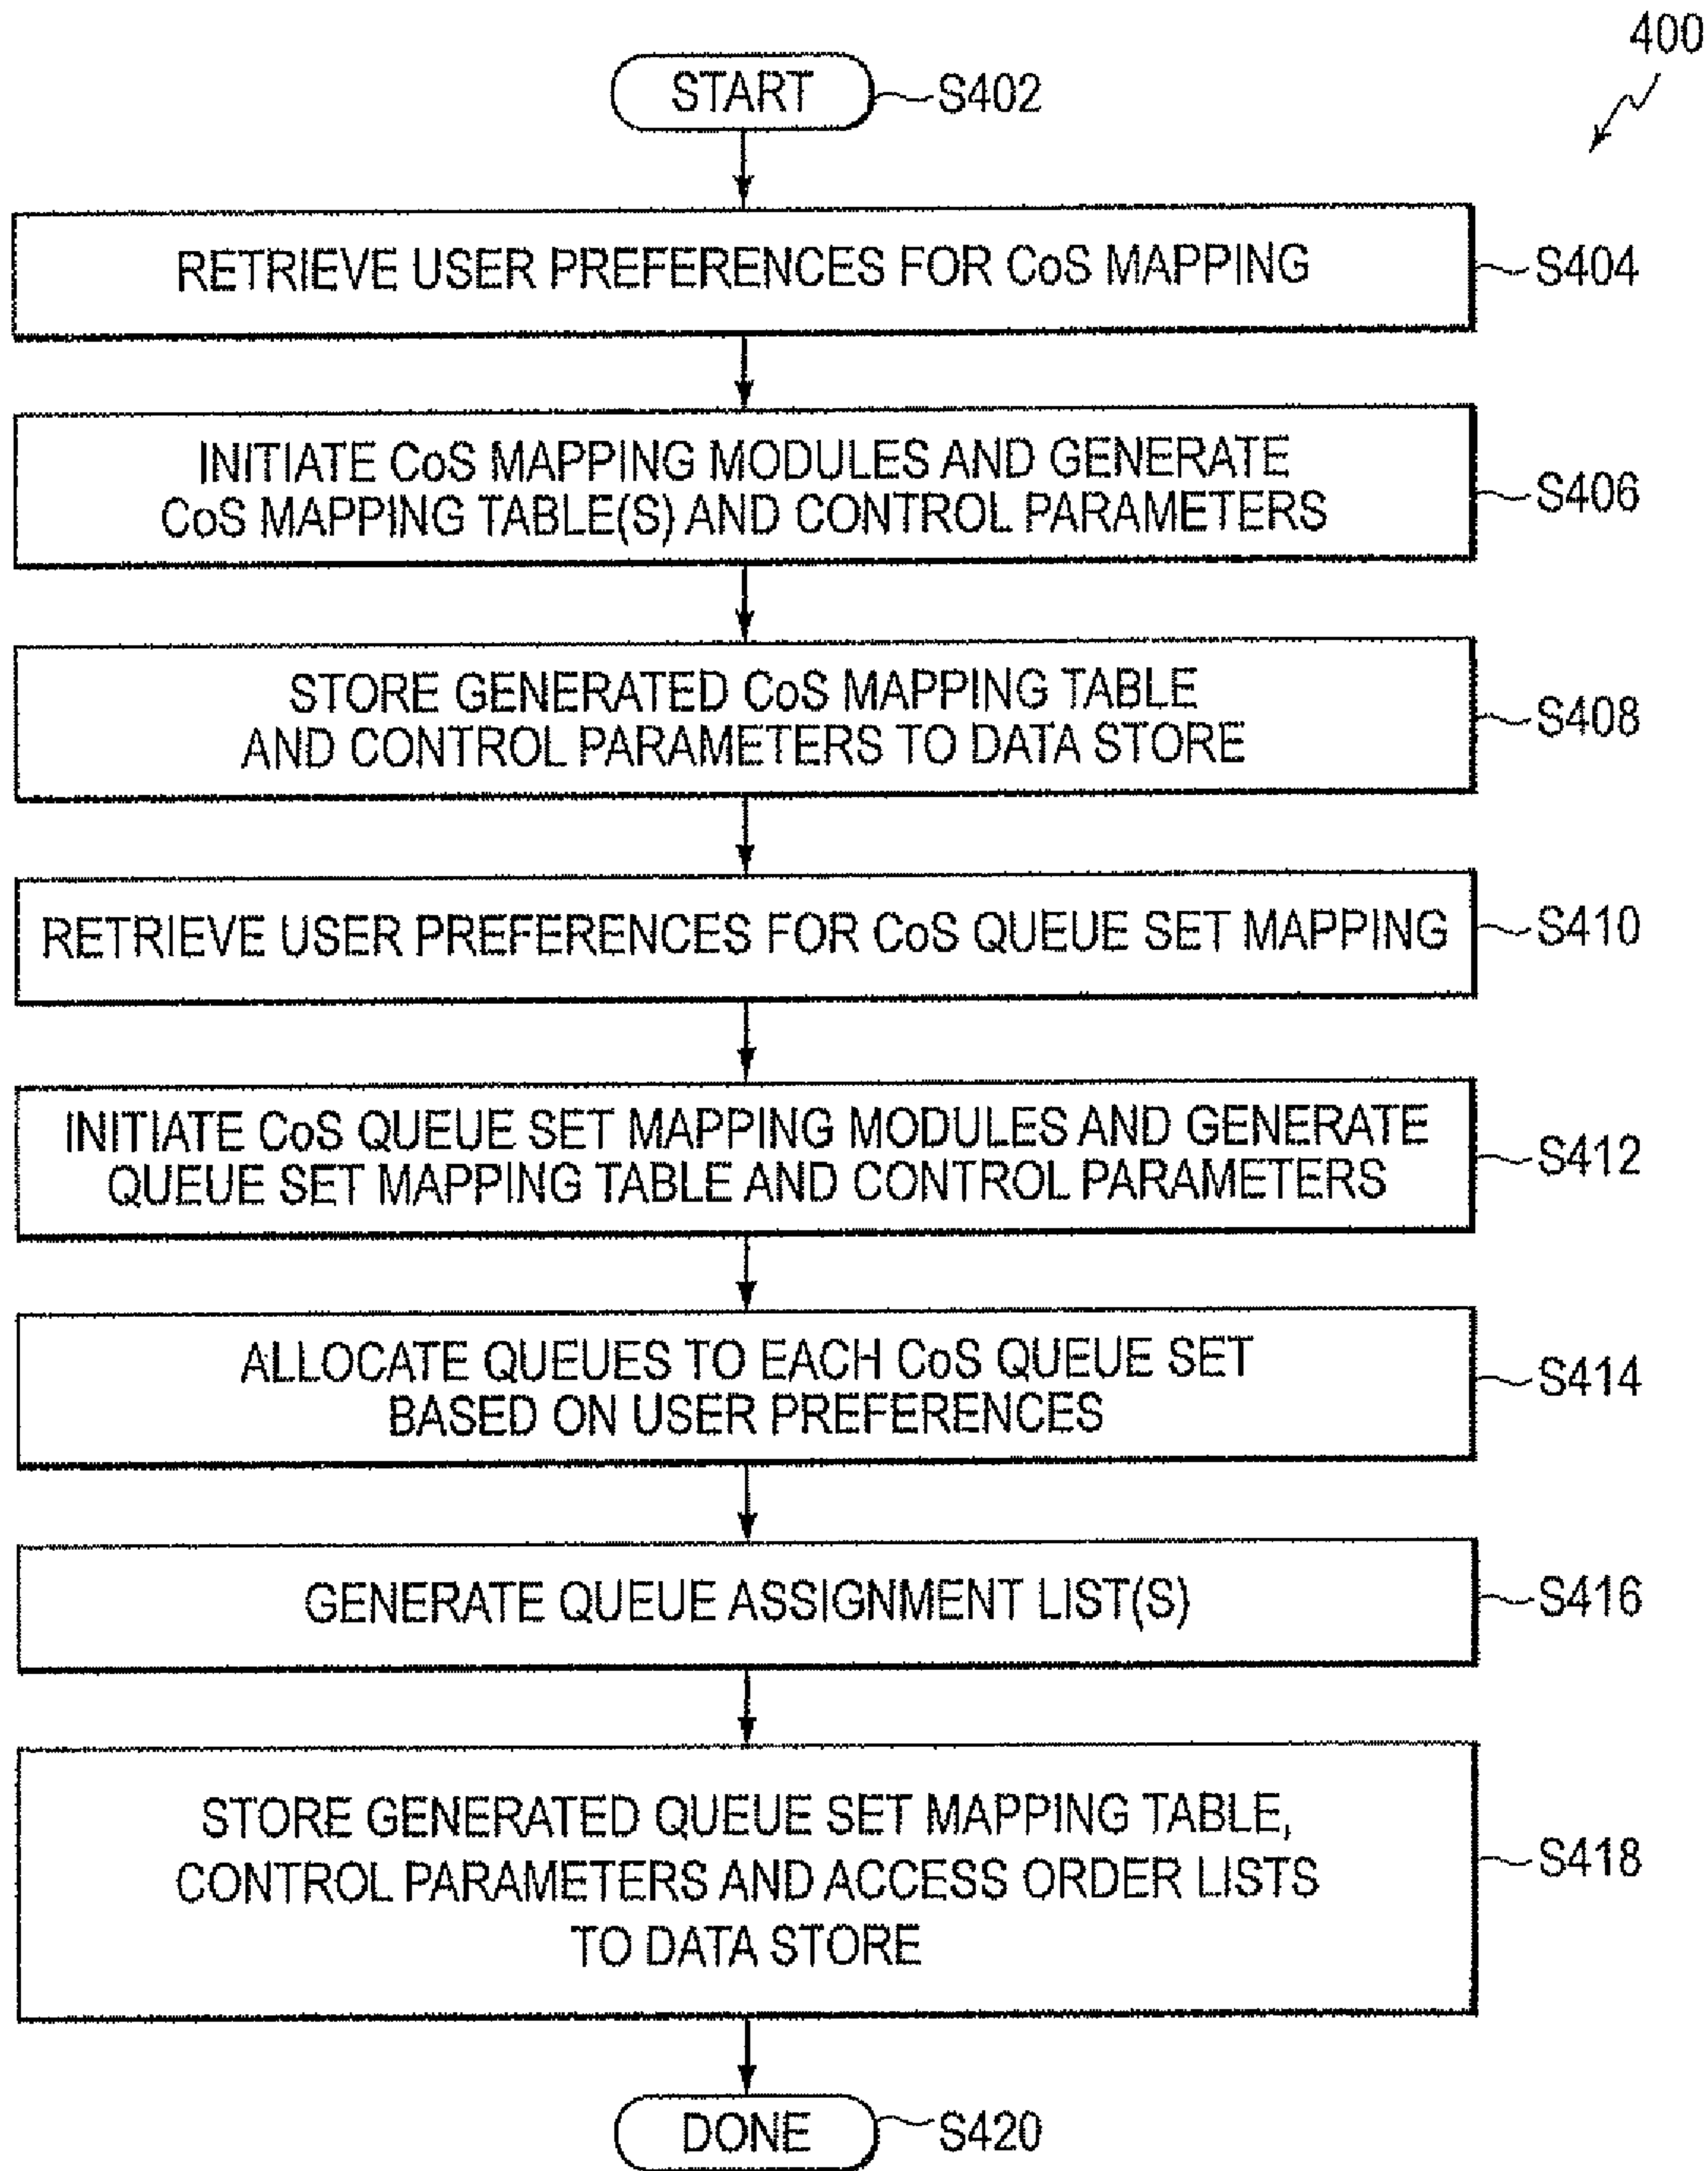 400
START S402
RETRIEVE USER PREFERENCES FOR CoS MAPPING S404
INITIATE CoS MAPPING MODULES AND GENERATE
CoS MAPPING TABLE(S) AND CONTROL PARAMETERS S406
STORE GENERATED CoS MAPPING TABLE
AND CONTROL PARAMETERS TO DATA STORE S408
RETRIEVE USER PREFERENCES FOR CoS QUEUE SET MAPPING S410
INITIATE CoS QUEUE SET MAPPING MODULES AND GENERATE
QUEUE SET MAPPING TABLE AND CONTROL PARAMETERS S412
ALLOCATE QUEUES TO EACH CoS QUEUE SET
BASED ON USER PREFERENCES S414
GENERATE QUEUE ASSIGNMENT LIST(S) S416
STORE GENERATED QUEUE SET MAPPING TABLE,
CONTROL PARAMETERS AND ACCESS ORDER LISTS S418
TO DATA STORE
DONE S420